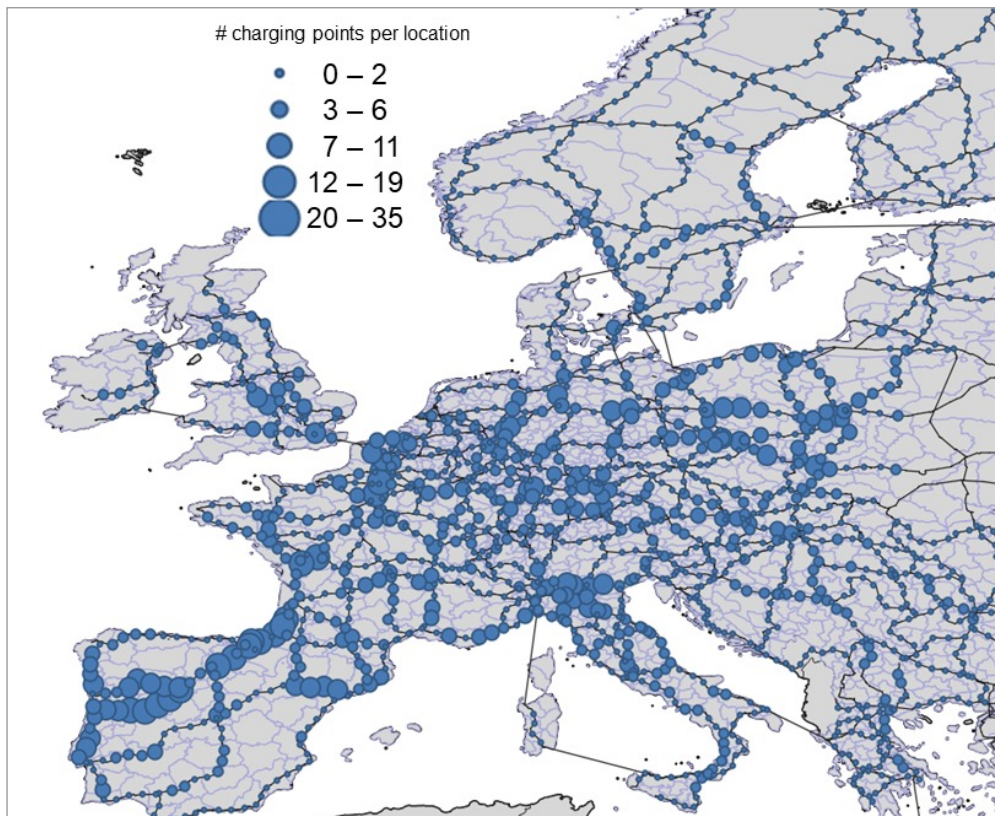 # charging points per location
0 – 2
3 – 6
7 – 11
12 – 19
20 – 35